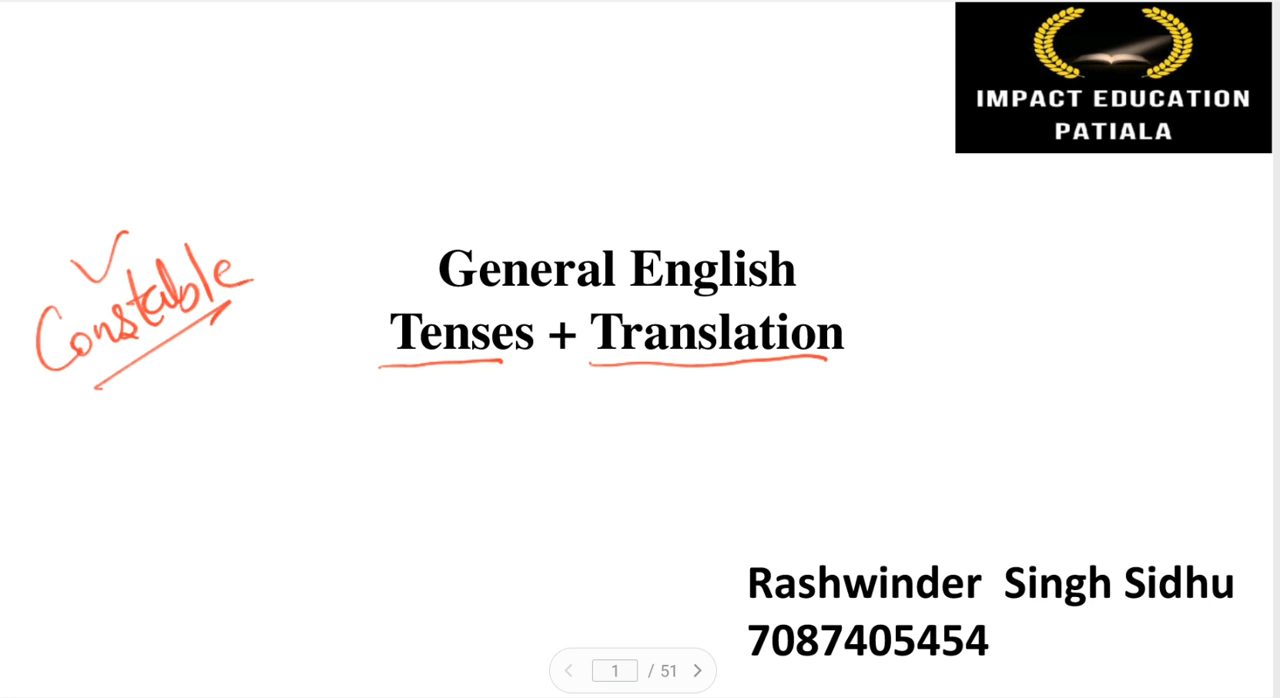 IMPACT EDUCATION
PATIALA
Constable
General English
Tenses + Translation
Rashwinder Singh Sidhu
7087405454
1 / 51